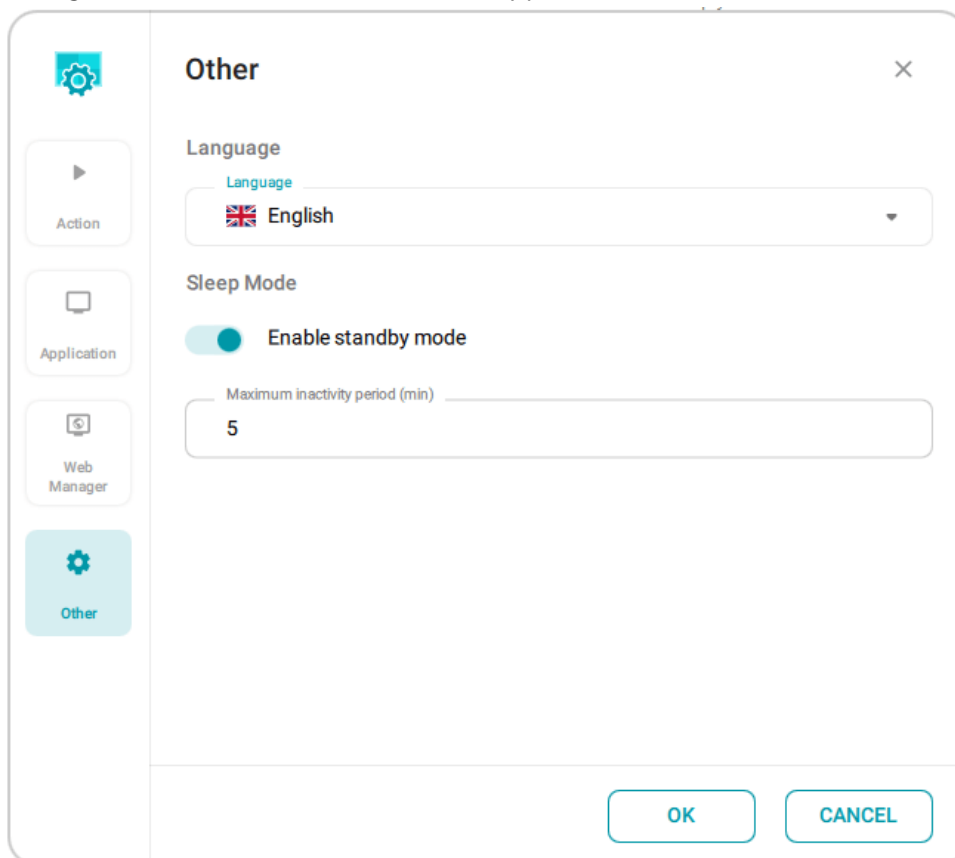 Other
Language
Language
English
Sleep Mode
Enable standby mode
Maximum inactivity period (min)
5
Action
Application
Web
Manager
Other
OK
CANCEL